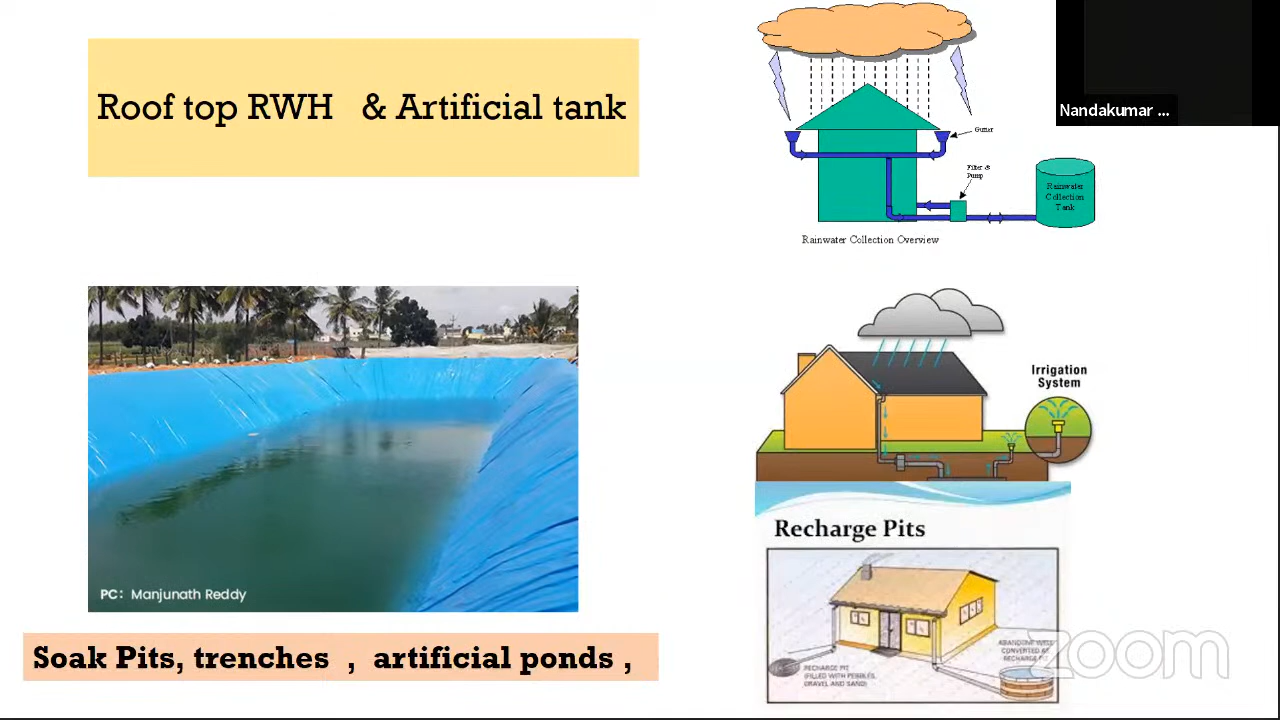 Roof top RWH & Artificial tank
Gutter
Filter &
Pump
Rainwater
Collection
Tank
Rainwater Collection Overview
Nandakumar ...
Irrigation
System
PC: Manjunath Reddy
Recharge Pits
ABANDONT WELL
CONVERTED AS
RECHARGE PIT
RECHARGE PIT
(FILLED WITH PEBBLES,
GRAVEL AND SAND)
Soak Pits, trenches , artificial ponds ,
zoom